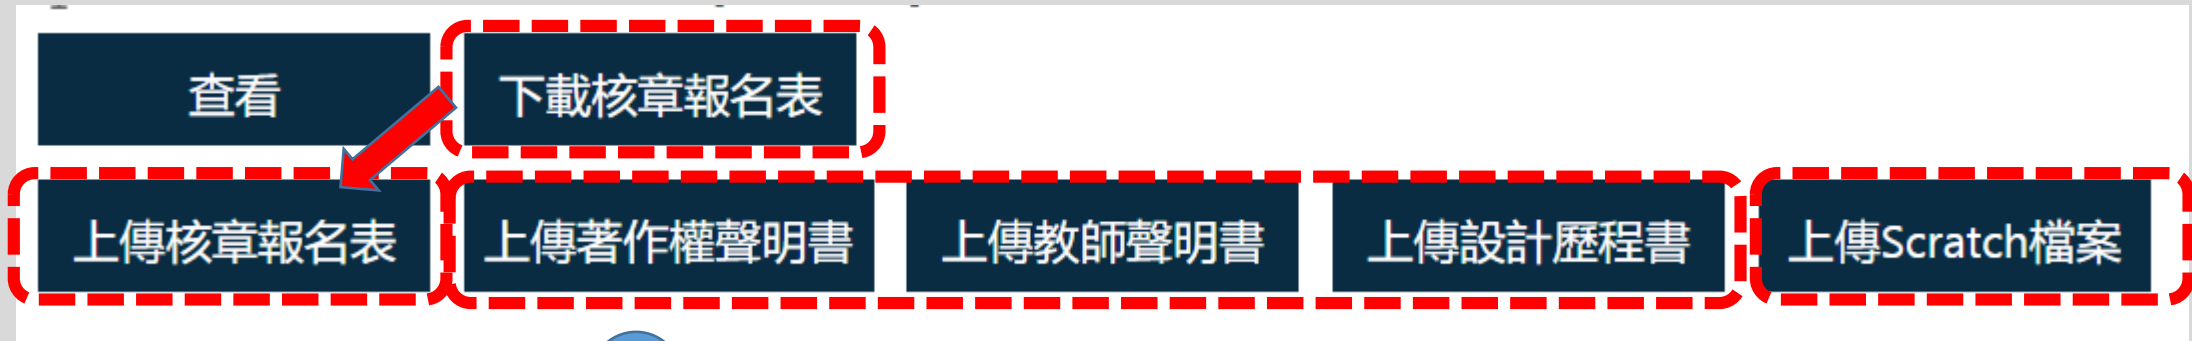 查看 下載核章報名表
上傳核章報名表 上傳著作權聲明書 上傳教師聲明書 上傳設計歷程書 上傳Scratch檔案